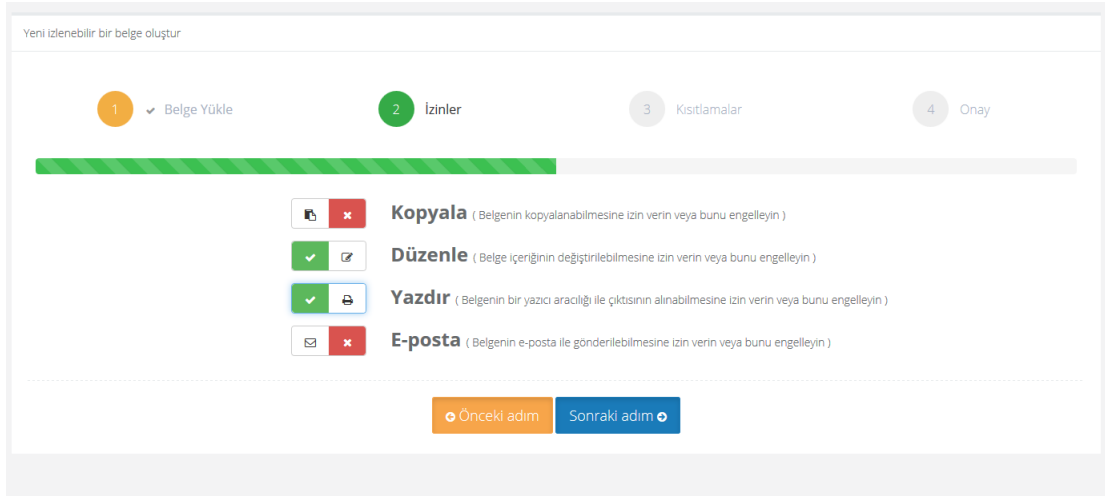 Yeni izlenebilir bir belge oluştur
1 Belge Yükle
2 İzinler
3 Kısıtlamalar
4 Onay
Kopyala ( Belgenin kopyalanabilmesine izin verin veya bunu engelleyin )
Düzenle ( Belge içeriğinin değiştirilebilmesine izin verin veya bunu engelleyin )
Yazdır ( Belgenin bir yazıcı aracılığı ile çıktısının alınabilmesine izin verin veya bunu engelleyin )
E-posta ( Belgenin e-posta ile gönderilebilmesine izin verin veya bunu engelleyin )
Önceki adım
Sonraki adım